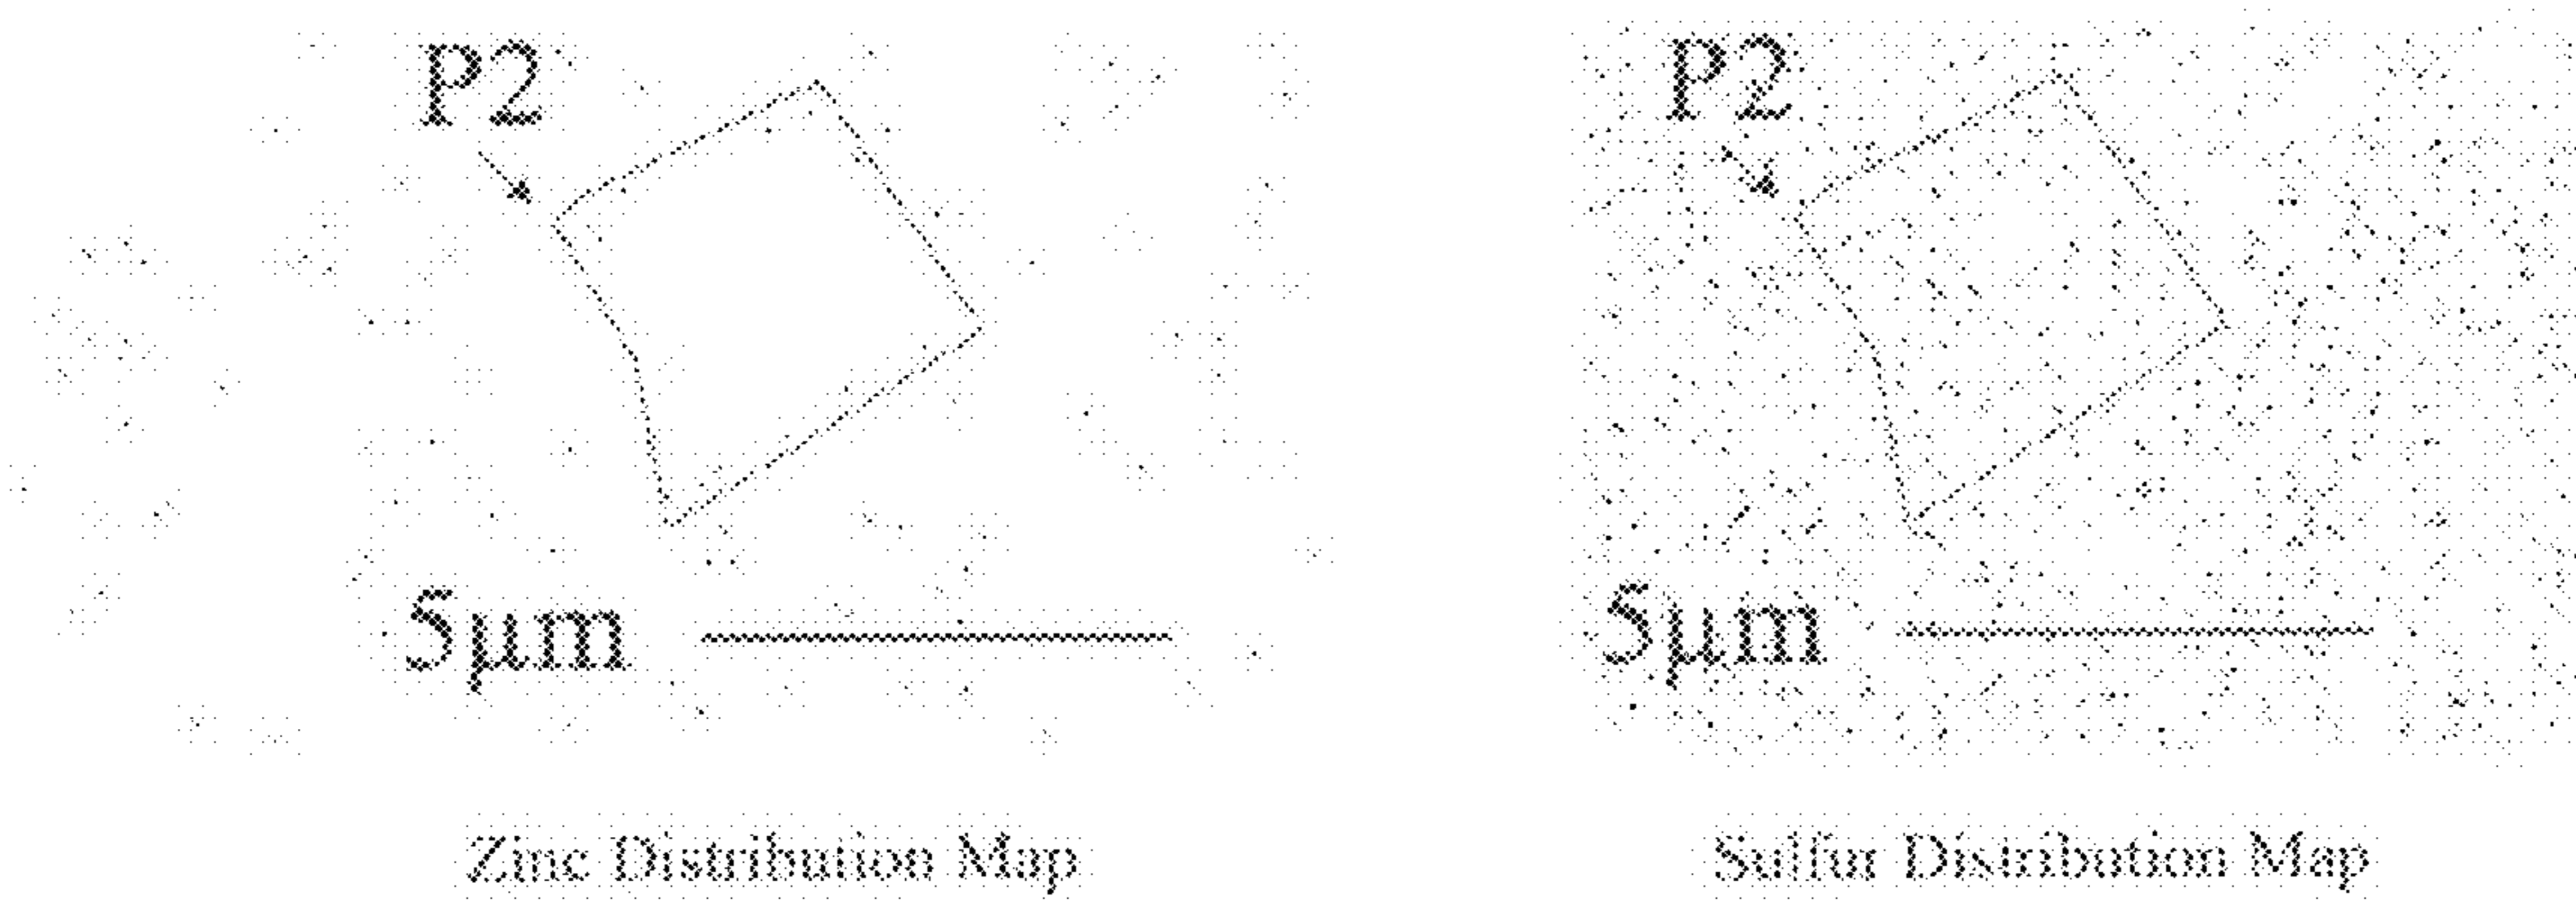 P2
5μm
Zinc Distribution Map
P2
5μm
Sulfur Distribution Map